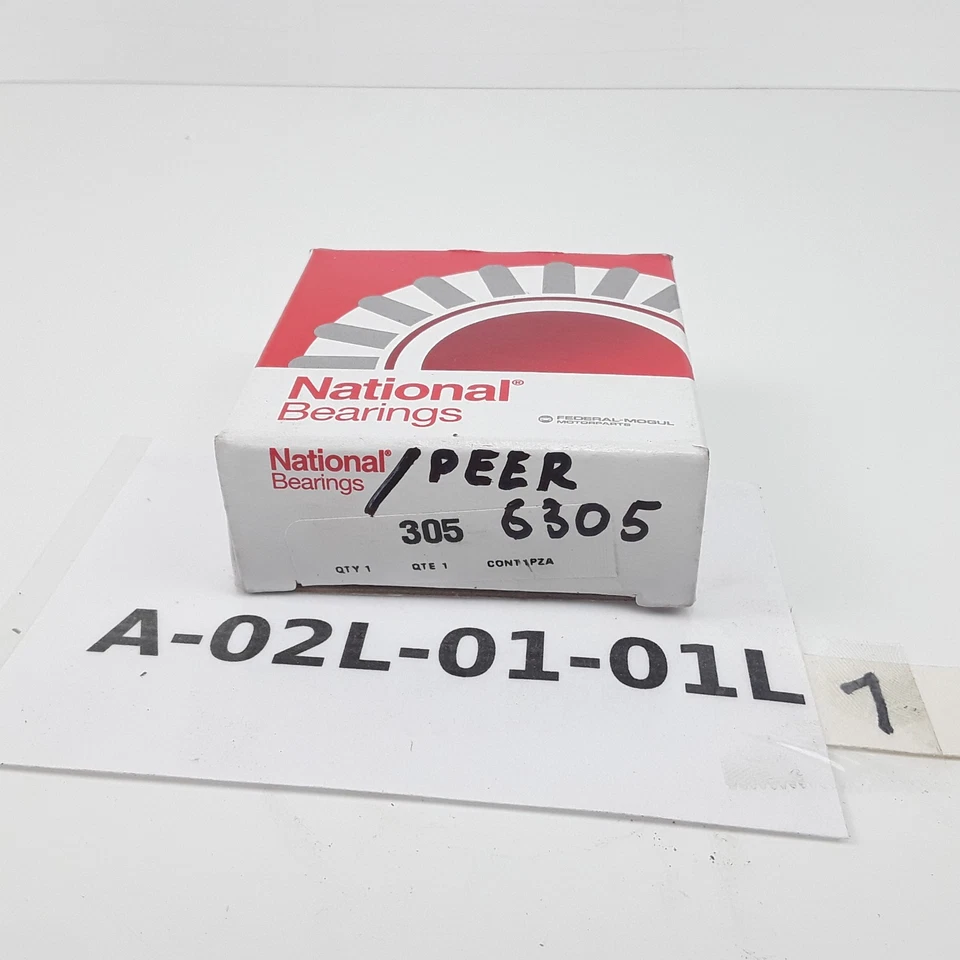 National®
Bearings
FEDERAL-MOGUL
MOTORPARTS
National® / PEER
Bearings
305 6305
QTY 1 QTE 1 CONT 1PZA
A-02L-01-01L
1